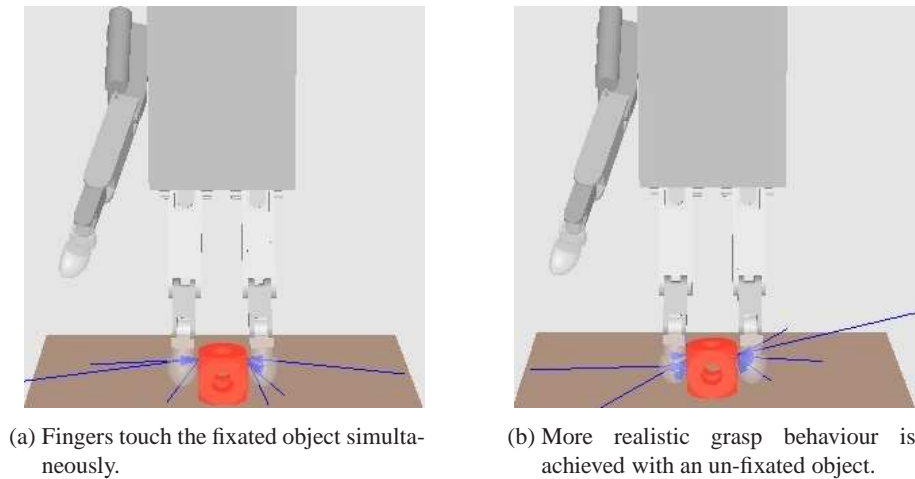 (a) Fingers touch the fixated object simulta-
neously.
(b) More realistic grasp behaviour is
achieved with an un-fixated object.